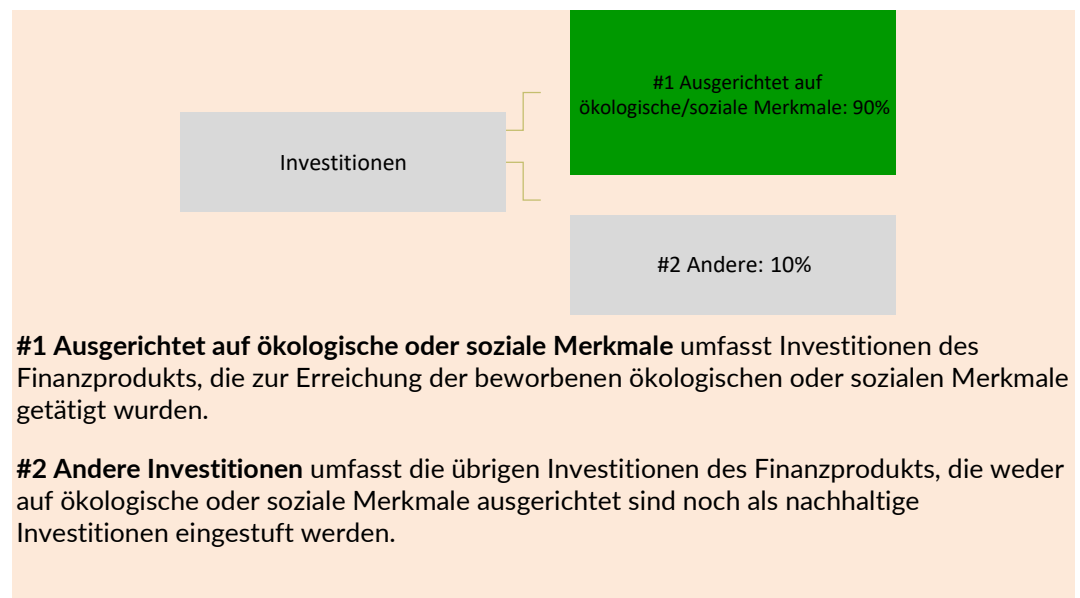 #1 Ausgerichtet auf
ökologische/soziale Merkmale: 90%
Investitionen
#2 Andere: 10%
#1 Ausgerichtet auf ökologische oder soziale Merkmale umfasst Investitionen des
Finanzprodukts, die zur Erreichung der beworbenen ökologischen oder sozialen Merkmale
getätigt wurden.
#2 Andere Investitionen umfasst die übrigen Investitionen des Finanzprodukts, die weder
auf ökologische oder soziale Merkmale ausgerichtet sind noch als nachhaltige
Investitionen eingestuft werden.